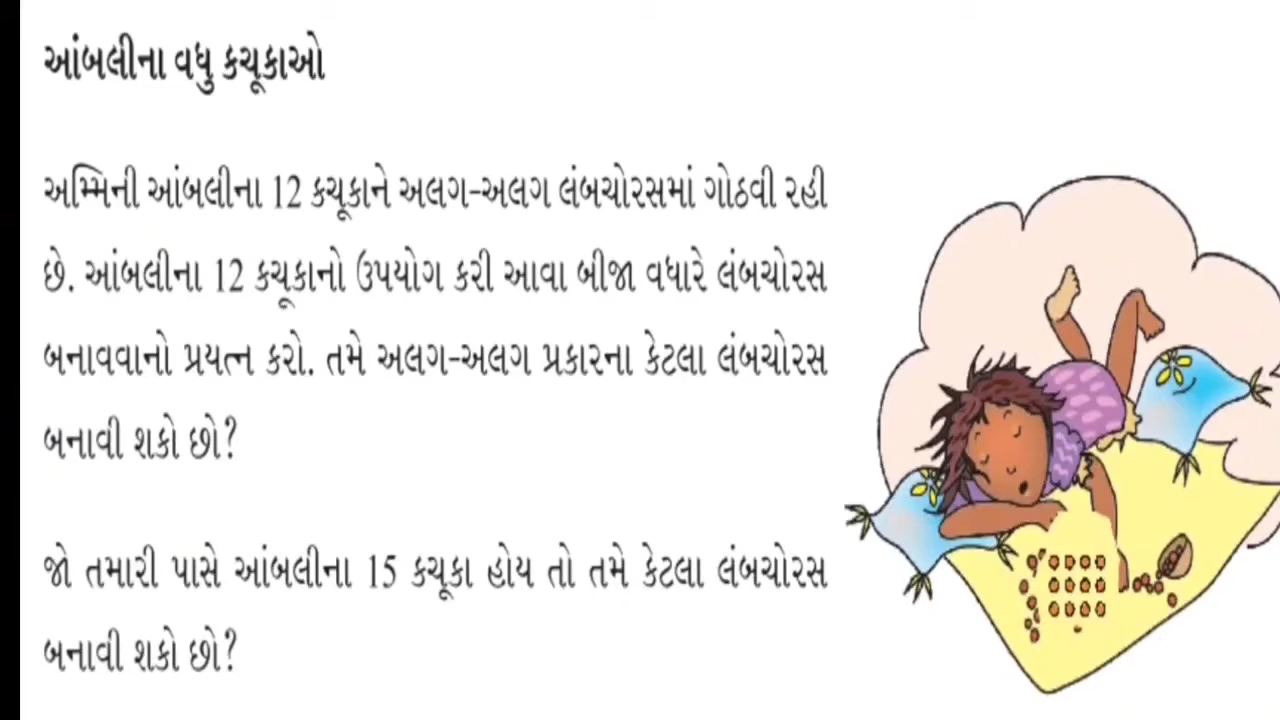 આંબલીના વધુ કચૂકાઓ
અમ્મિની આંબલીના 12 કચૂકાને અલગ-અલગ લંબચોરસમાં ગોઠવી રહી
છે. આંબલીના 12 કચૂકાનો ઉપયોગ કરી આવા બીજા વધારે લંબચોરસ
બનાવવાનો પ્રયત્ન કરો. તમે અલગ-અલગ પ્રકારના કેટલા લંબચોરસ
બનાવી શકો છો?
જો તમારી પાસે આંબલીના 15 કચૂકા હોય તો તમે કેટલા લંબચોરસ
બનાવી શકો છો?